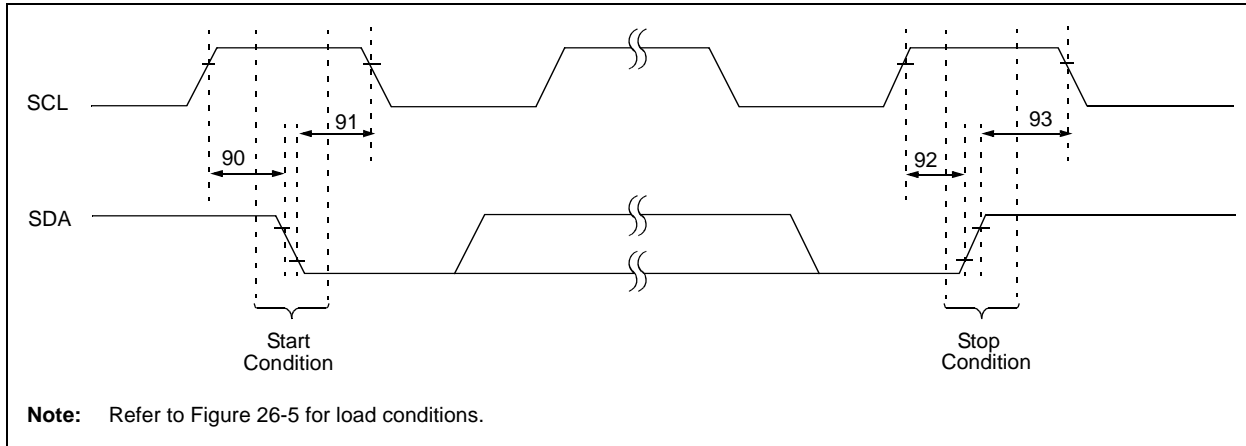 SCL
91
93
90
92
SDA
Start
Condition
Stop
Condition
Note: Refer to Figure 26-5 for load conditions.